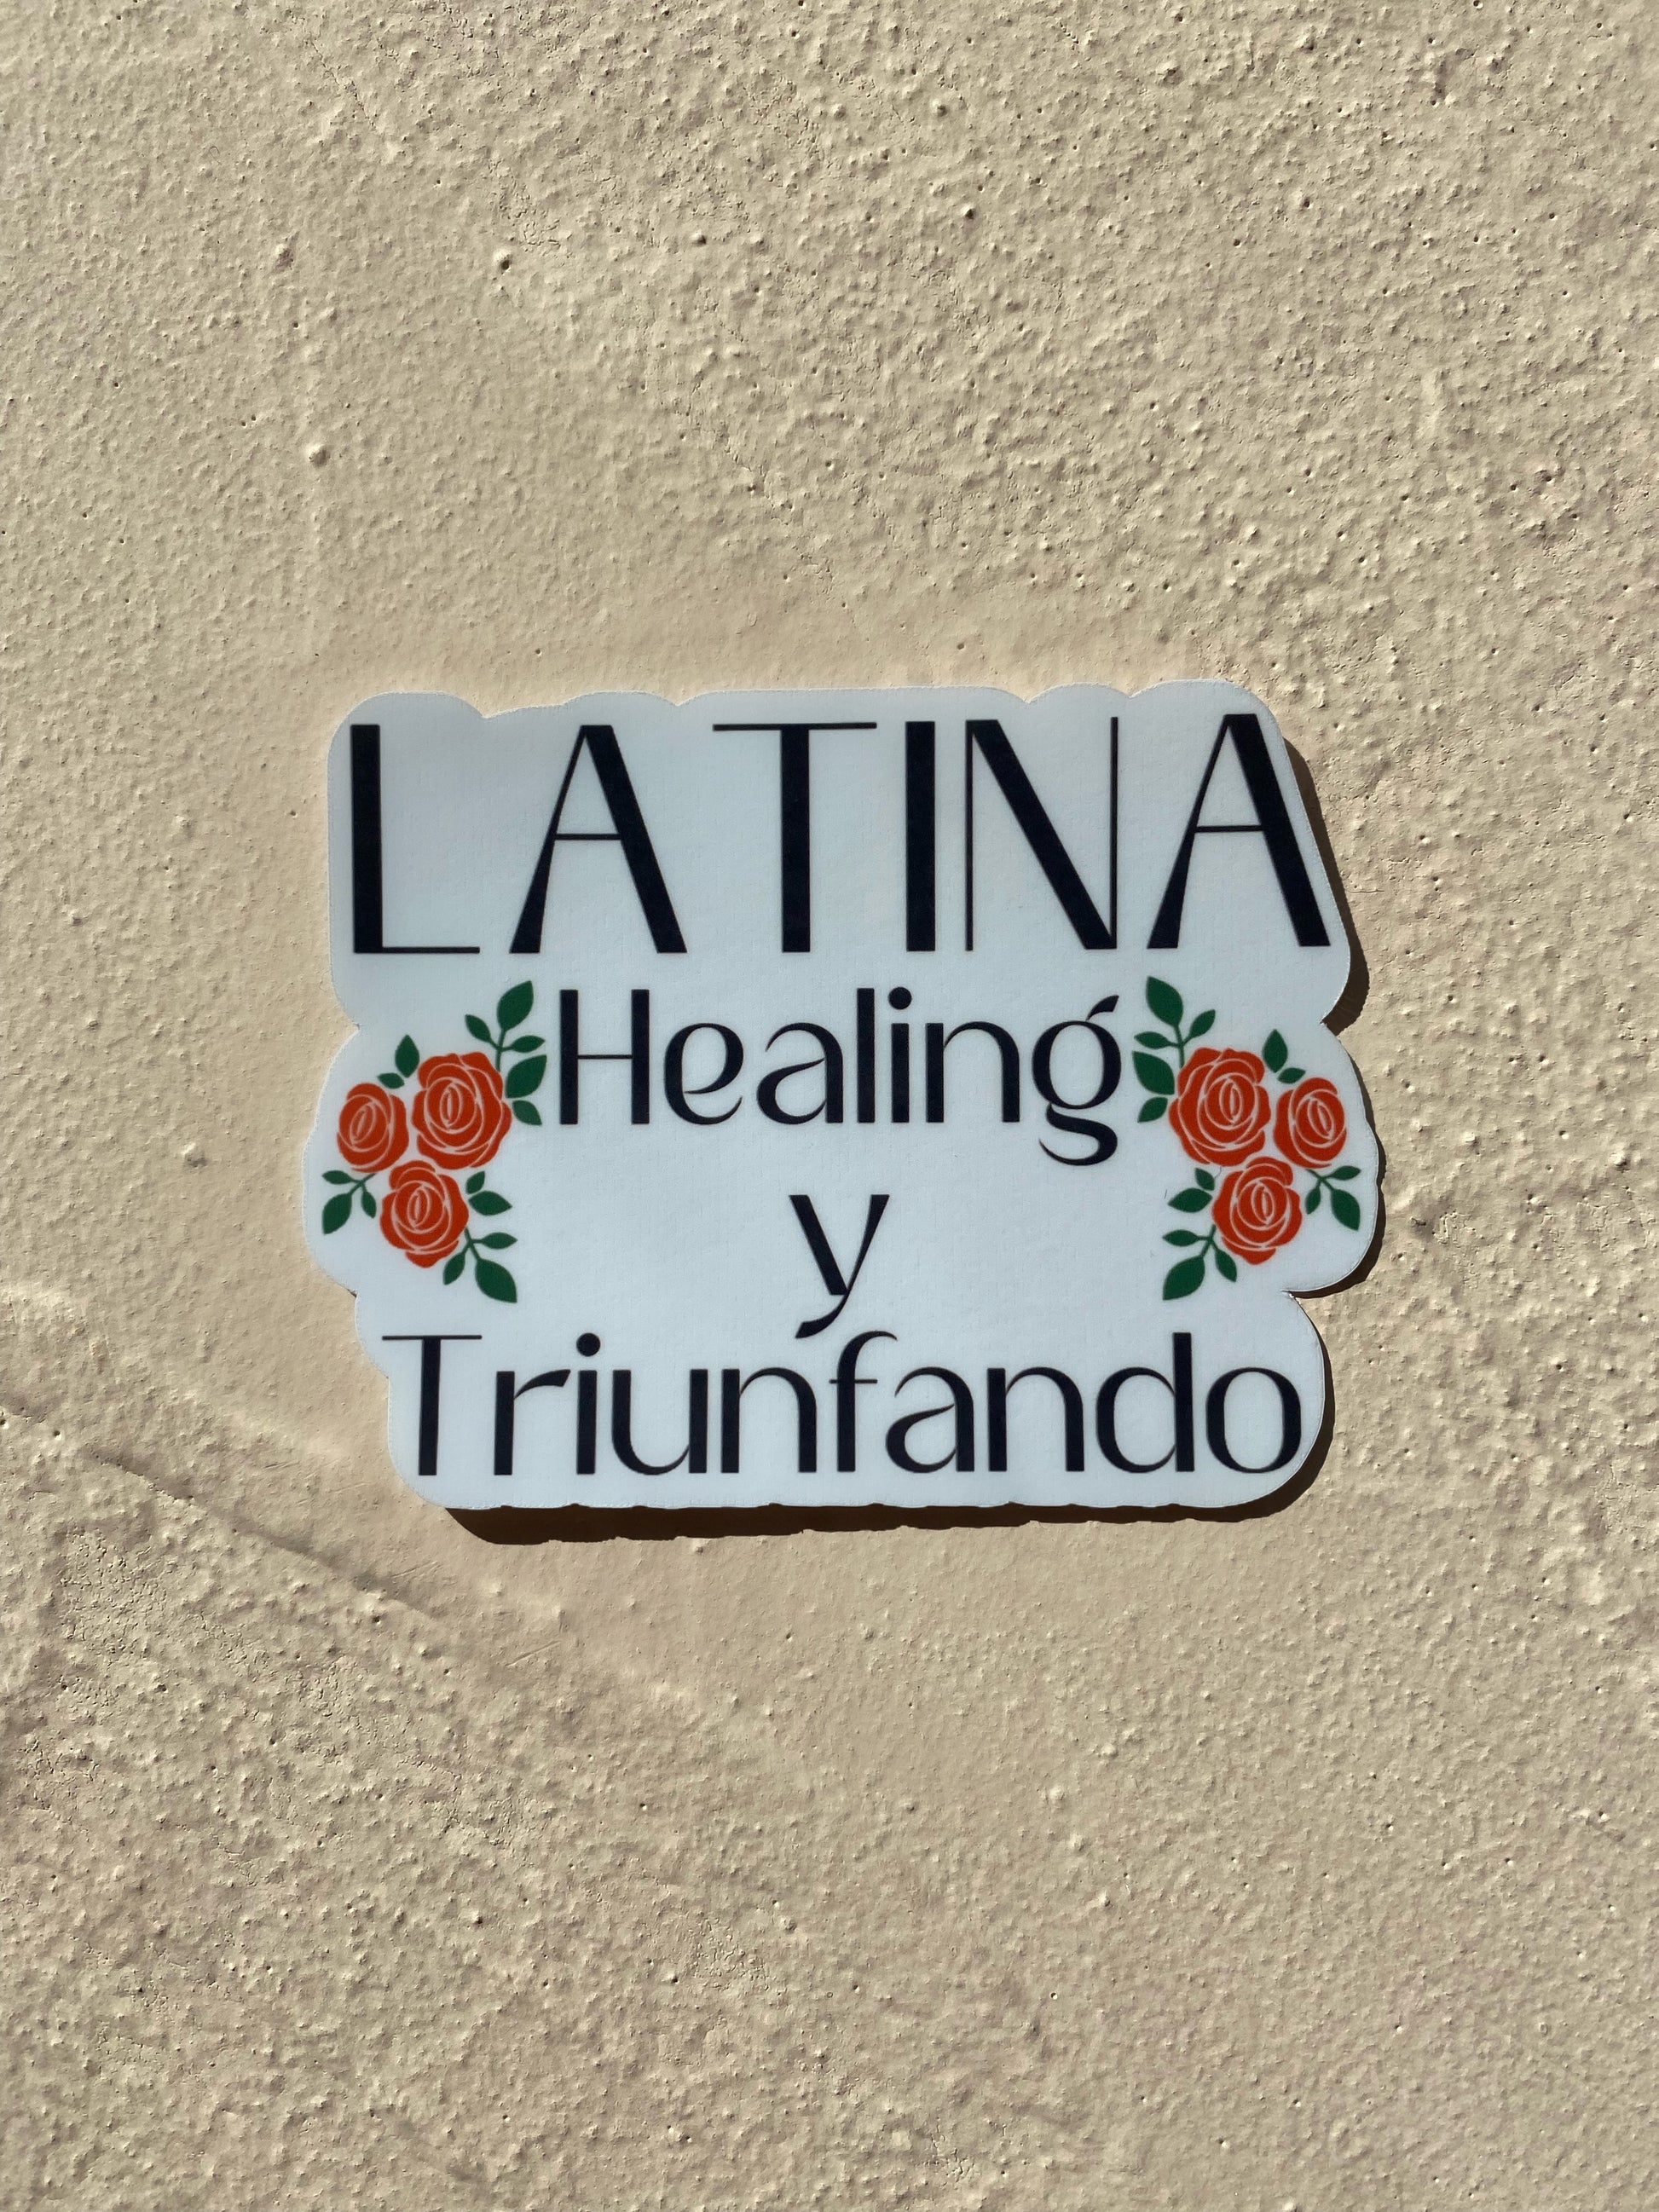 LATINA
Healing
y
Triunfando